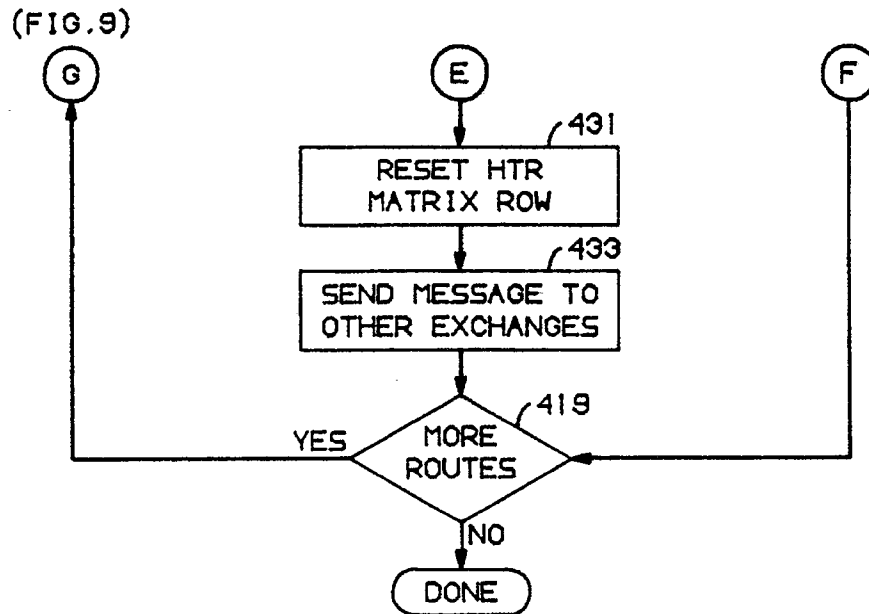 (FIG.9)
G
E
F
431
RESET HTR
MATRIX ROW
433
SEND MESSAGE TO
OTHER EXCHANGES
419
YES
MORE
ROUTES
NO
DONE